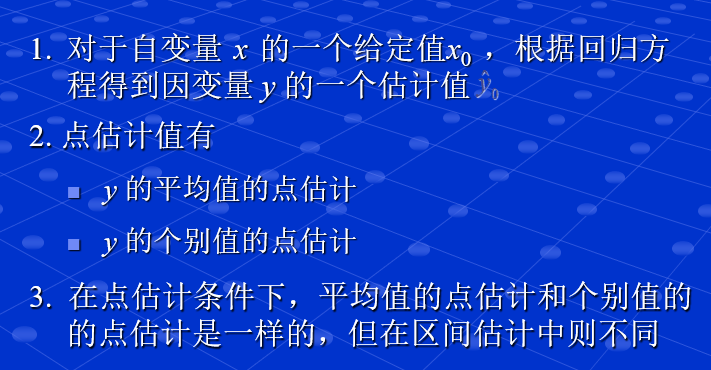 1. 对于自变量 x 的一个给定值x₀ ，根据回归方
程得到因变量 y 的一个估计值 ŷ₀
2. 点估计值有
■ y 的平均值的点估计
■ y 的个别值的点估计
3. 在点估计条件下，平均值的点估计和个别值的
的点估计是一样的，但在区间估计中则不同